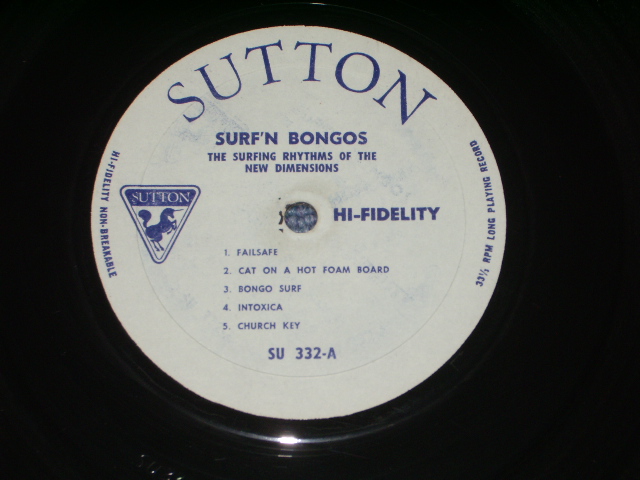 SUTTON
SURF'N BONGOS
THE SURFING RHYTHMS OF THE
NEW DIMENSIONS
HI-FIDELITY NON-BREAKABLE
SUTTON
HI-FIDELITY
33⅓ RPM LONG PLAYING RECORD
1. FAILSAFE
2. CAT ON A HOT FOAM BOARD
3. BONGO SURF
4. INTOXICA
5. CHURCH KEY
SU 332-A